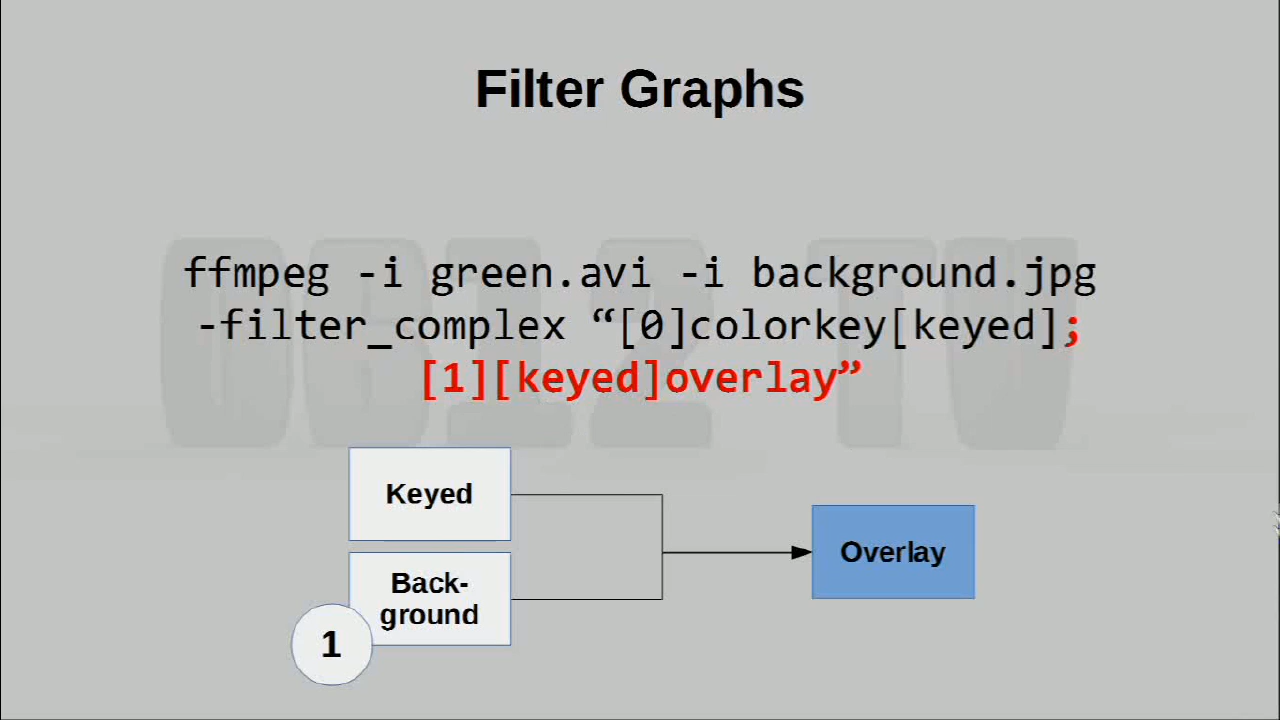 Filter Graphs
ffmpeg -i green.avi -i background.jpg
-filter_complex “[0]colorkey[keyed];
[1][keyed]overlay”
Keyed
Back-
ground
1
Overlay